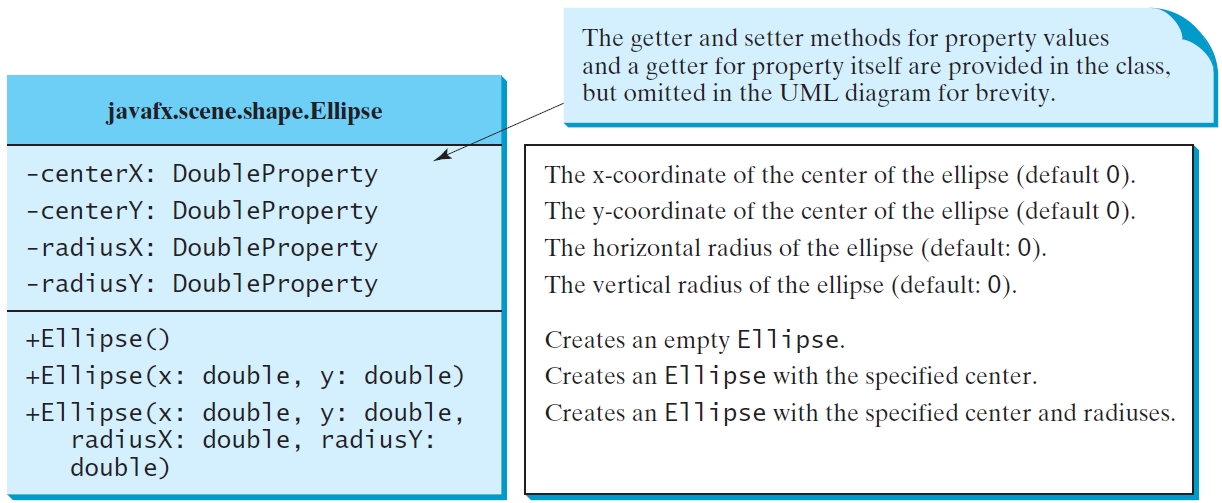 The getter and setter methods for property values
and a getter for property itself are provided in the class,
but omitted in the UML diagram for brevity.
javafx.scene.shape.Ellipse
-centerX: DoubleProperty
-centerY: DoubleProperty
-radiusX: DoubleProperty
-radiusY: DoubleProperty
The x-coordinate of the center of the ellipse (default 0).
The y-coordinate of the center of the ellipse (default 0).
The horizontal radius of the ellipse (default: 0).
The vertical radius of the ellipse (default: 0).
+Ellipse()
+Ellipse(x: double, y: double)
+Ellipse(x: double, y: double,
radiusX: double, radiusY:
double)
Creates an empty Ellipse.
Creates an Ellipse with the specified center.
Creates an Ellipse with the specified center and radiuses.